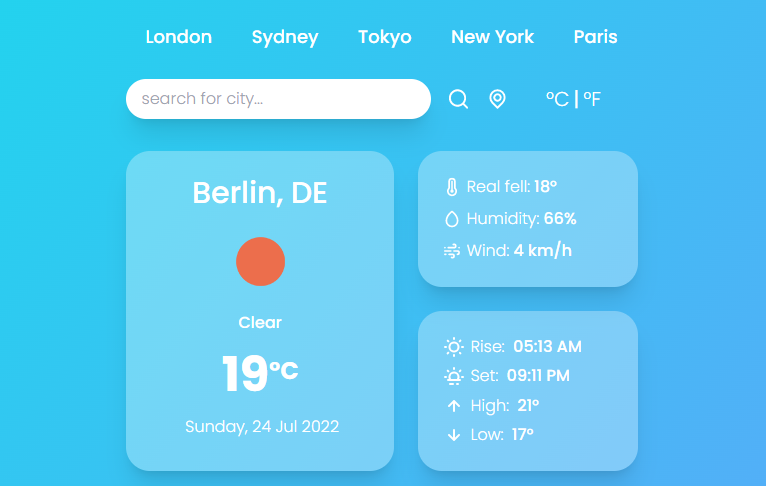 London Sydney Tokyo New York Paris
search for city...
°C | °F
Berlin, DE
Clear
19°C
Sunday, 24 Jul 2022
Real fell: 18°
Humidity: 66%
Wind: 4 km/h
Rise: 05:13 AM
Set: 09:11 PM
High: 21°
Low: 17°